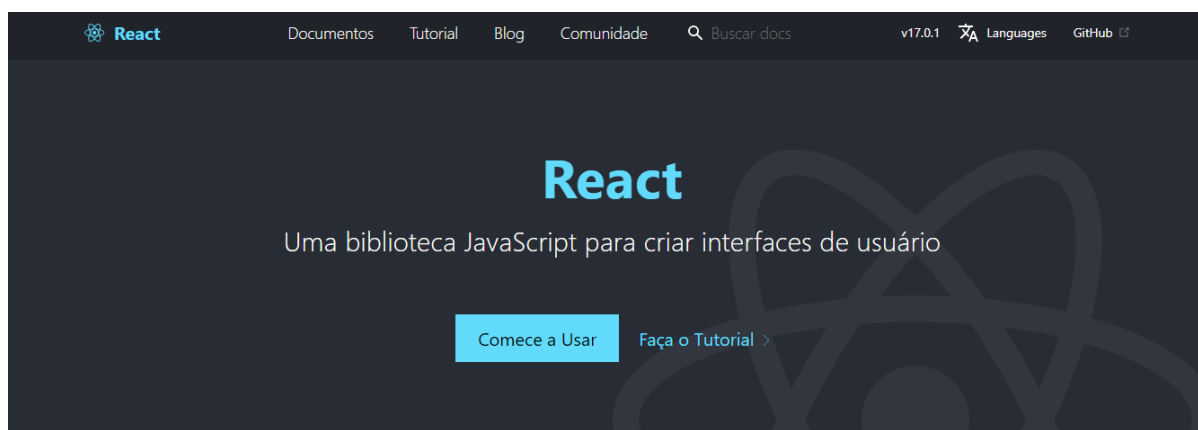 React Documentos Tutorial Blog Comunidade Buscar docs v17.0.1 Languages GitHub
React
Uma biblioteca JavaScript para criar interfaces de usuário
Comece a Usar Faça o Tutorial >